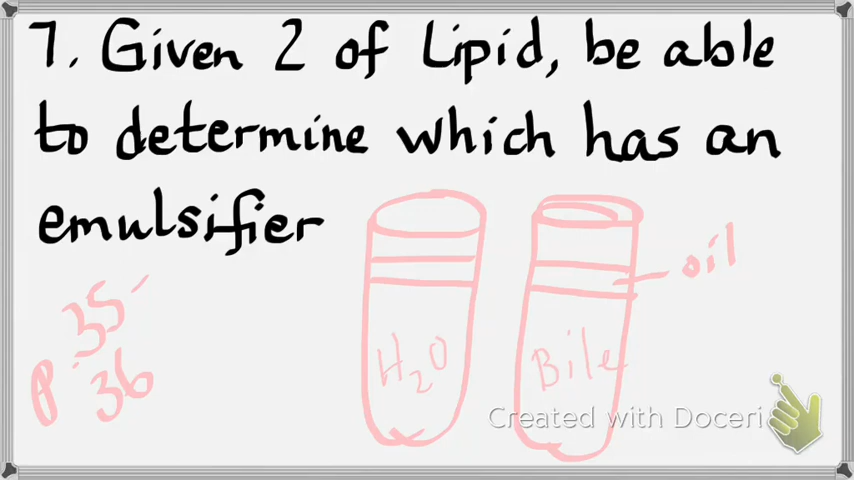 7. Given 2 of Lipid, be able
to determine which has an
emulsifier
oil
P. 35-
36
H2O
Bile
Created with Doceri